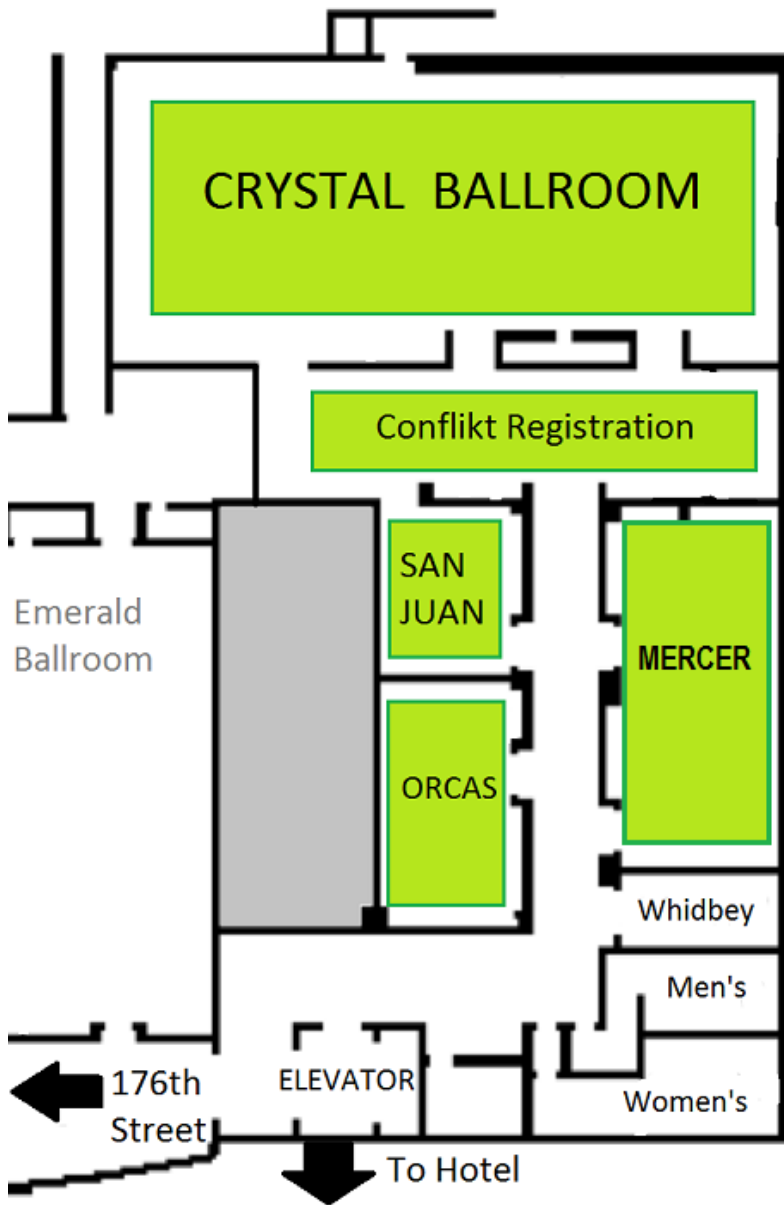 CRYSTAL BALLROOM
Conflikt Registration
SAN
JUAN
Emerald
Ballroom
MERCER
ORCAS
Whidbey
Men's
176th
Street
ELEVATOR
Women's
To Hotel